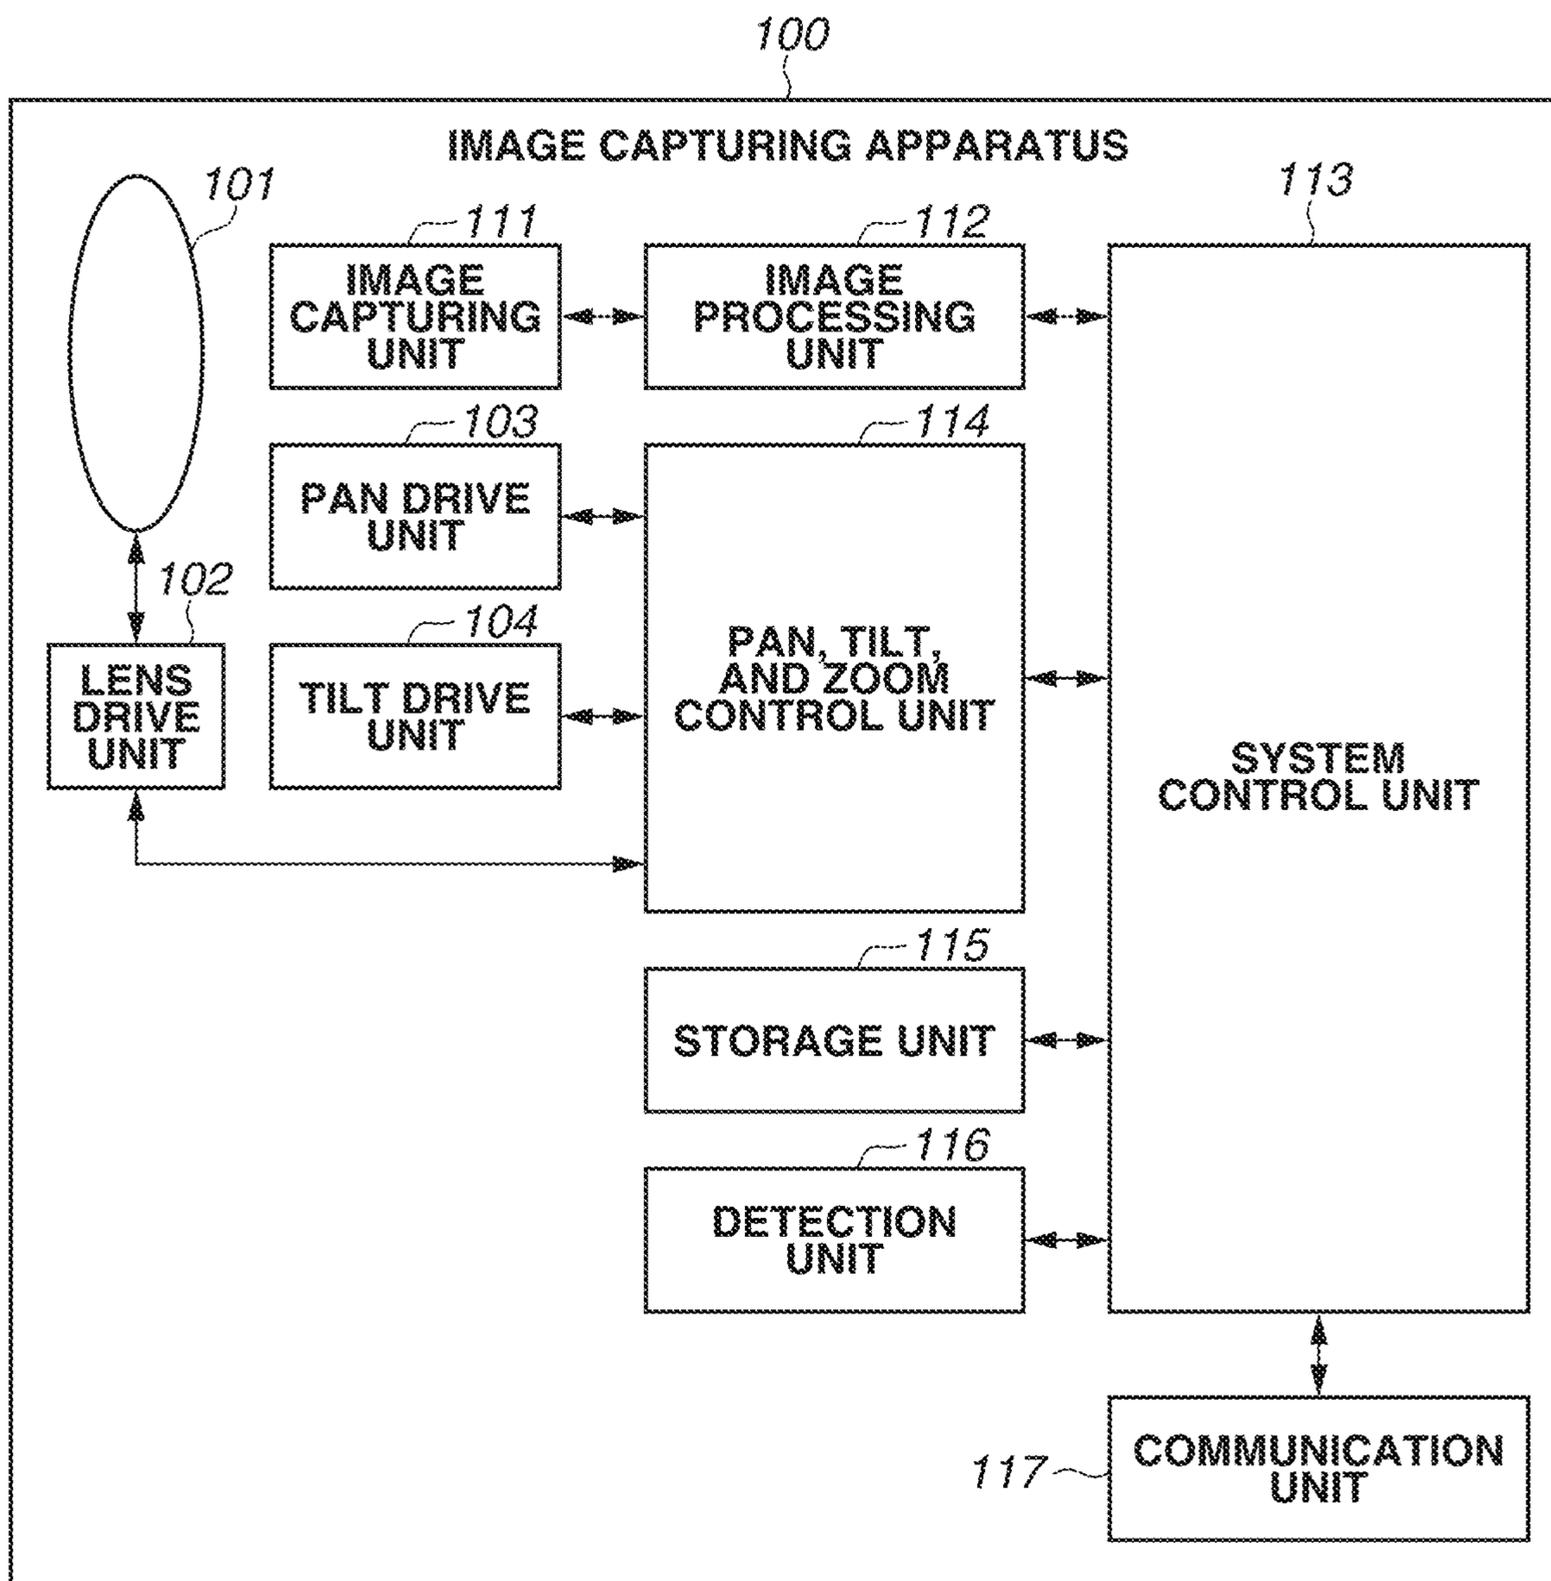 100
IMAGE CAPTURING APPARATUS
101
111
112
113
IMAGE
CAPTURING
UNIT
IMAGE
PROCESSING
UNIT
103
114
PAN DRIVE
UNIT
102
104
LENS
DRIVE
UNIT
TILT DRIVE
UNIT
PAN, TILT,
AND ZOOM
CONTROL UNIT
SYSTEM
CONTROL UNIT
115
STORAGE UNIT
116
DETECTION
UNIT
117
COMMUNICATION
UNIT